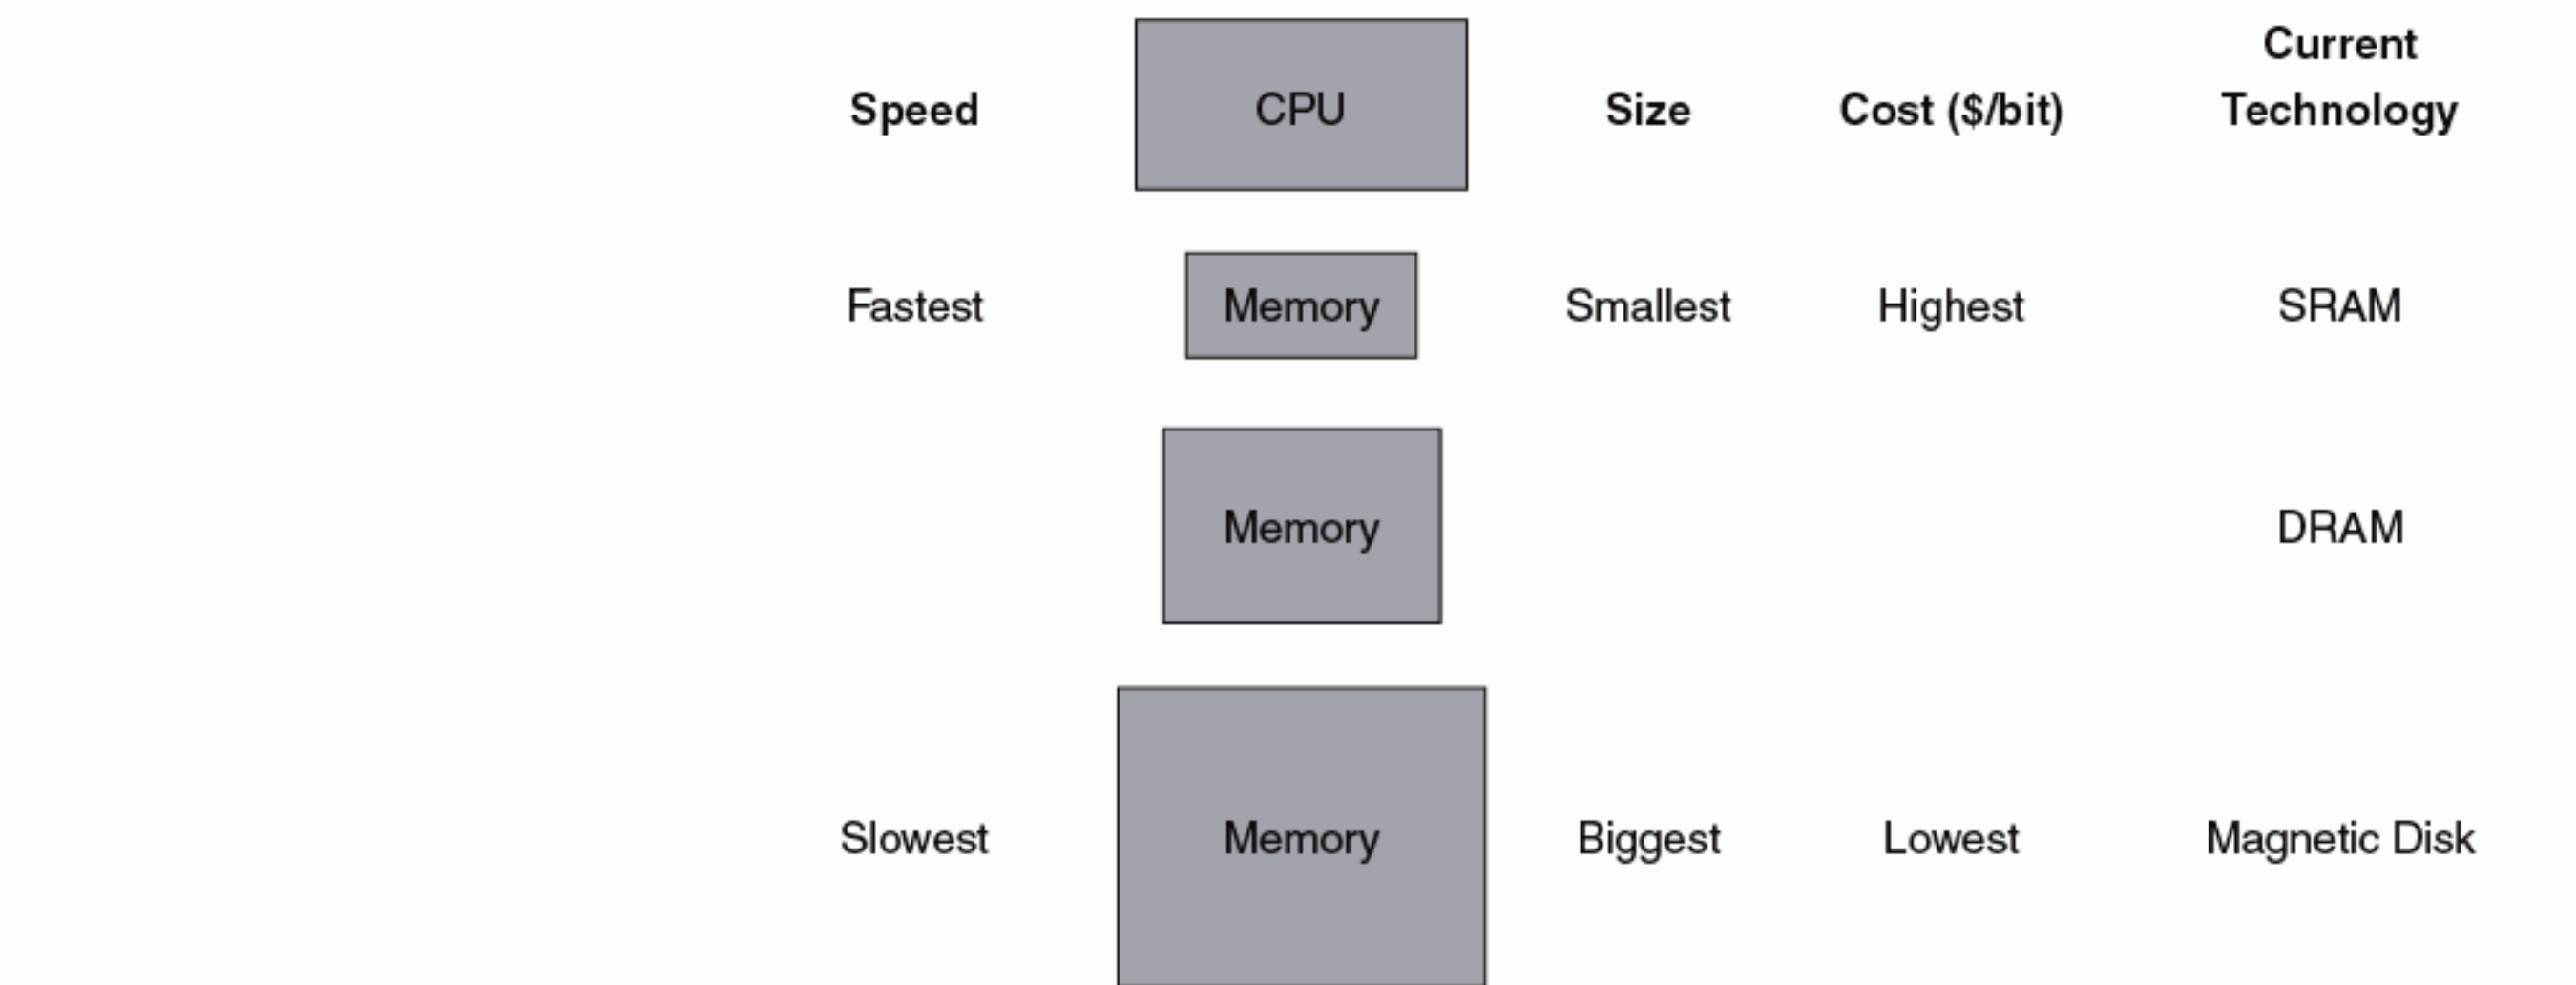 Current
Speed CPU Size Cost ($/bit) Technology
Fastest Memory Smallest Highest SRAM
Memory DRAM
Slowest Memory Biggest Lowest Magnetic Disk